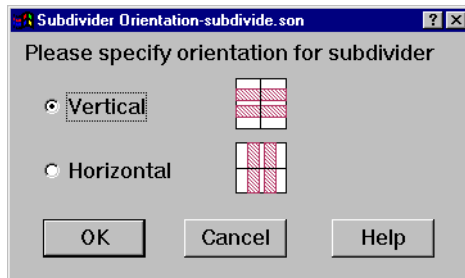 Subdivider Orientation-subdivide.son
Please specify orientation for subdivider
Vertical
Horizontal
OK Cancel Help